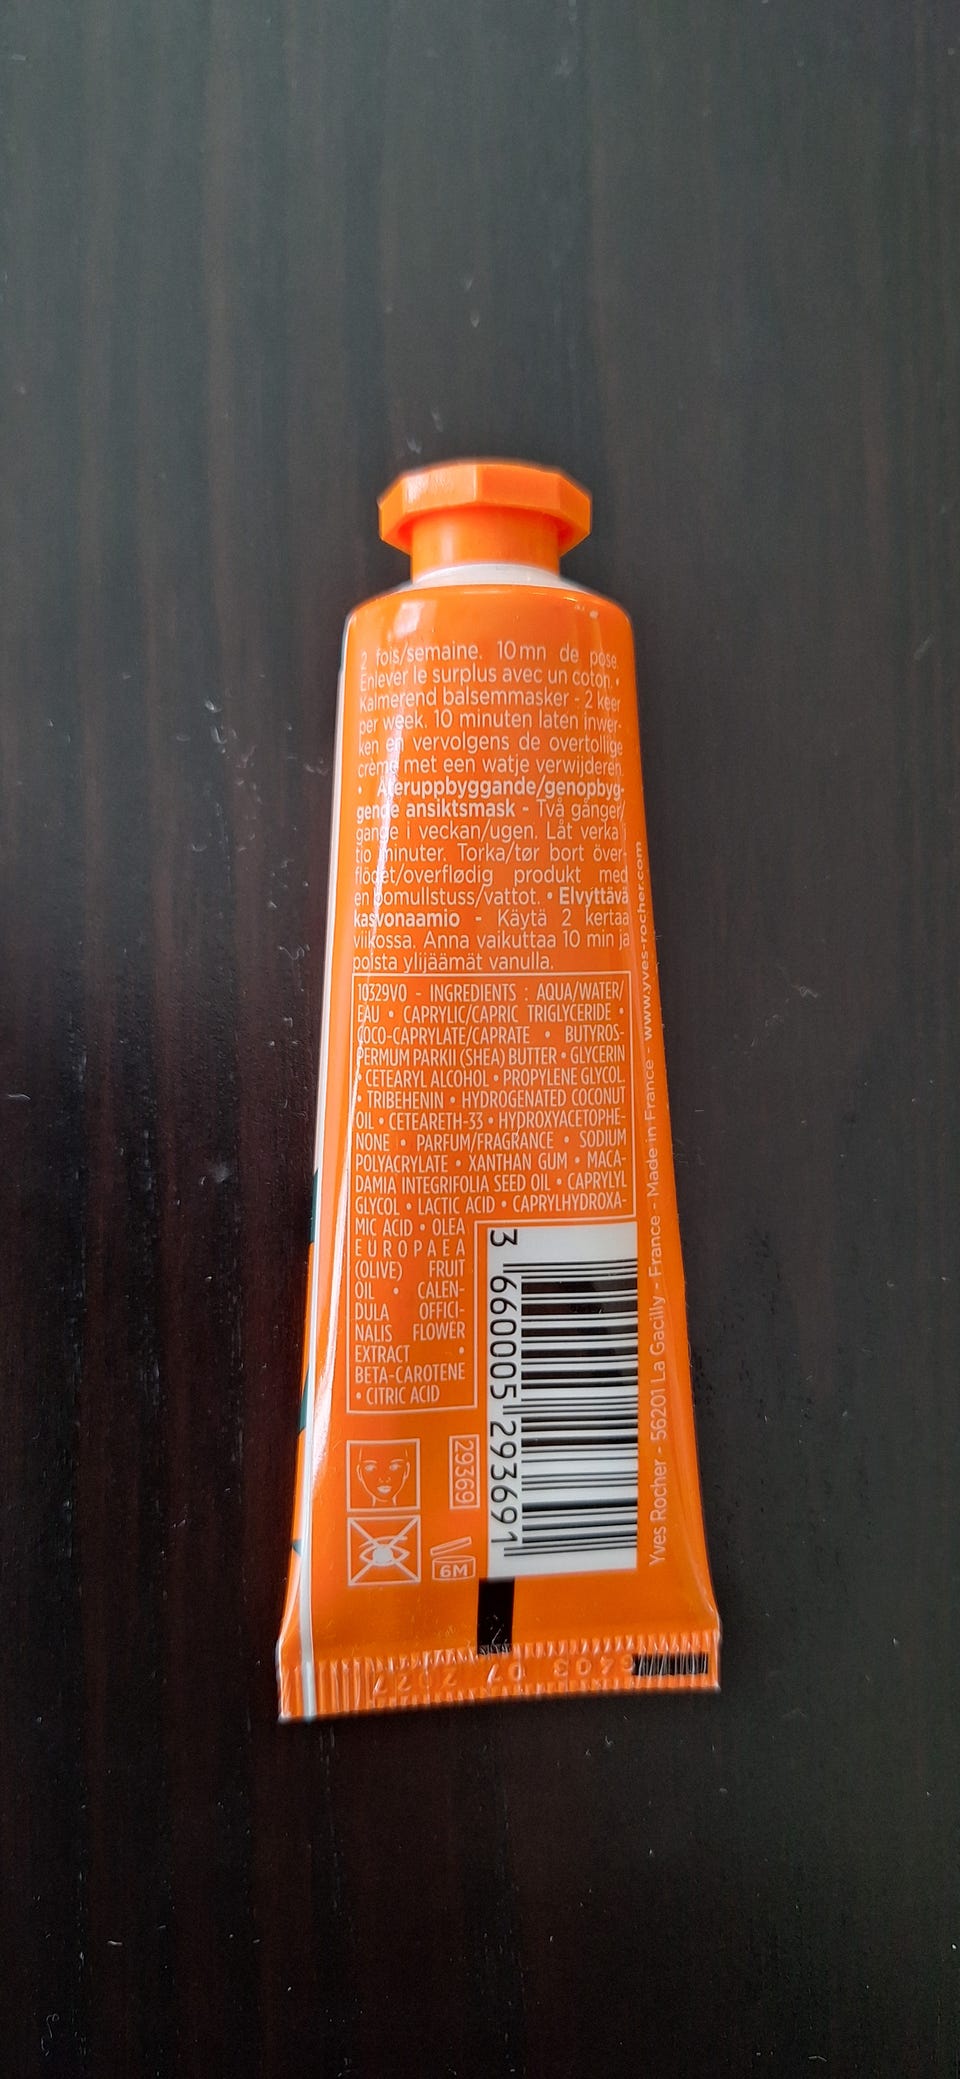 2 fois/semaine. 10mn de pose.
Enlever le surplus avec un coton. •
Kalmerend balsemmasker - 2 keer
per week. 10 minuten laten inwer-
ken en vervolgens de overtollige
crème met een watje verwijderen.
• Återuppbyggande/genopbyg-
gende ansiktsmask - Två gånger/
gange i veckan/ugen. Låt verka i
tio minuter. Torka/tør bort över-
flödet/overflødig produkt med
en bomullstuss/vattot. • Elvyttävä
kasvonaamio - Käytä 2 kertaa
viikossa. Anna vaikuttaa 10 min ja
poista ylijäämät vanulla.
10329V0 - INGREDIENTS : AQUA/WATER/
EAU • CAPRYLIC/CAPRIC TRIGLYCERIDE •
COCO-CAPRYLATE/CAPRATE • BUTYROS-
PERMUM PARKII (SHEA) BUTTER • GLYCERIN
• CETEARYL ALCOHOL • PROPYLENE GLYCOL
• TRIBEHENIN • HYDROGENATED COCONUT
OIL • CETEARETH-33 • HYDROXYACETOPHE-
NONE • PARFUM/FRAGRANCE • SODIUM
POLYACRYLATE • XANTHAN GUM • MACA-
DAMIA INTEGRIFOLIA SEED OIL • CAPRYLYL
GLYCOL • LACTIC ACID • CAPRYLHYDROXA-
MIC ACID • OLEA
EUROPAEA
(OLIVE) FRUIT
OIL • CALEN-
DULA OFFICI-
NALIS FLOWER
EXTRACT •
BETA-CAROTENE
• CITRIC ACID
3 660005 293691
29369
6M
Yves Rocher - 56201 La Gacilly - France - Made in France - www.yves-rocher.com
6403 07 2027